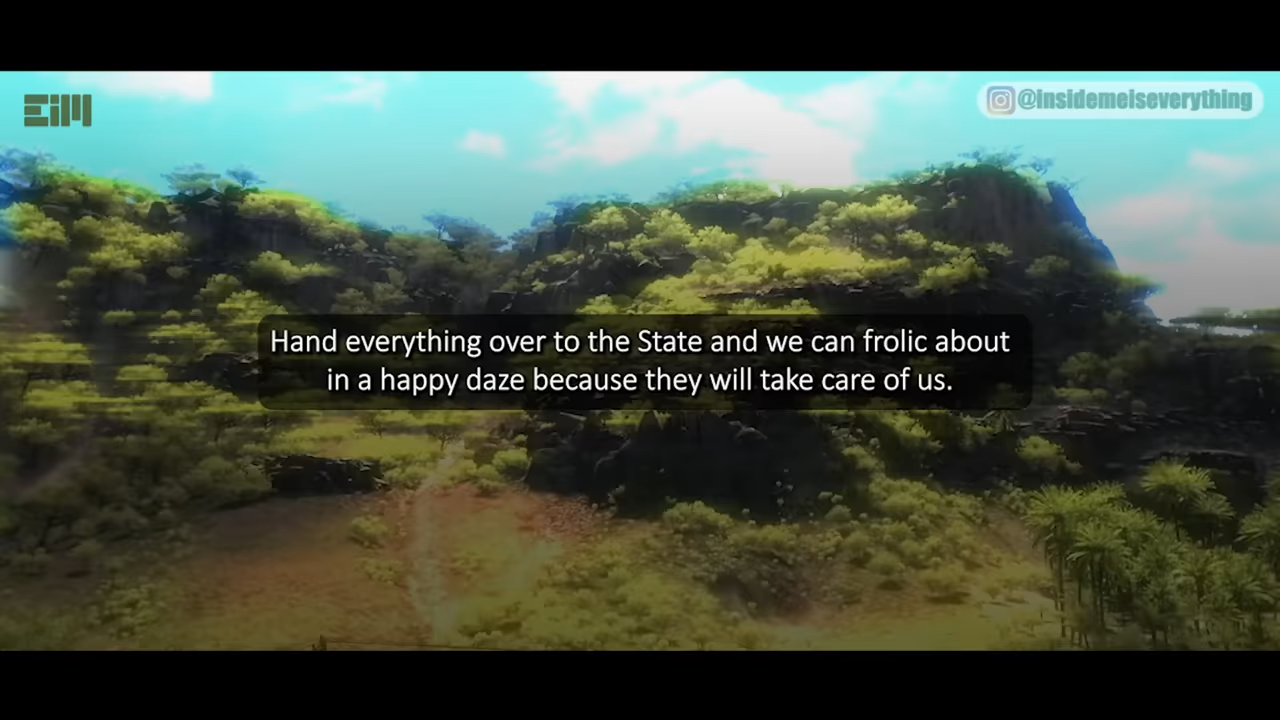 EiM
@insidemeiseverything
Hand everything over to the State and we can frolic about
in a happy daze because they will take care of us.